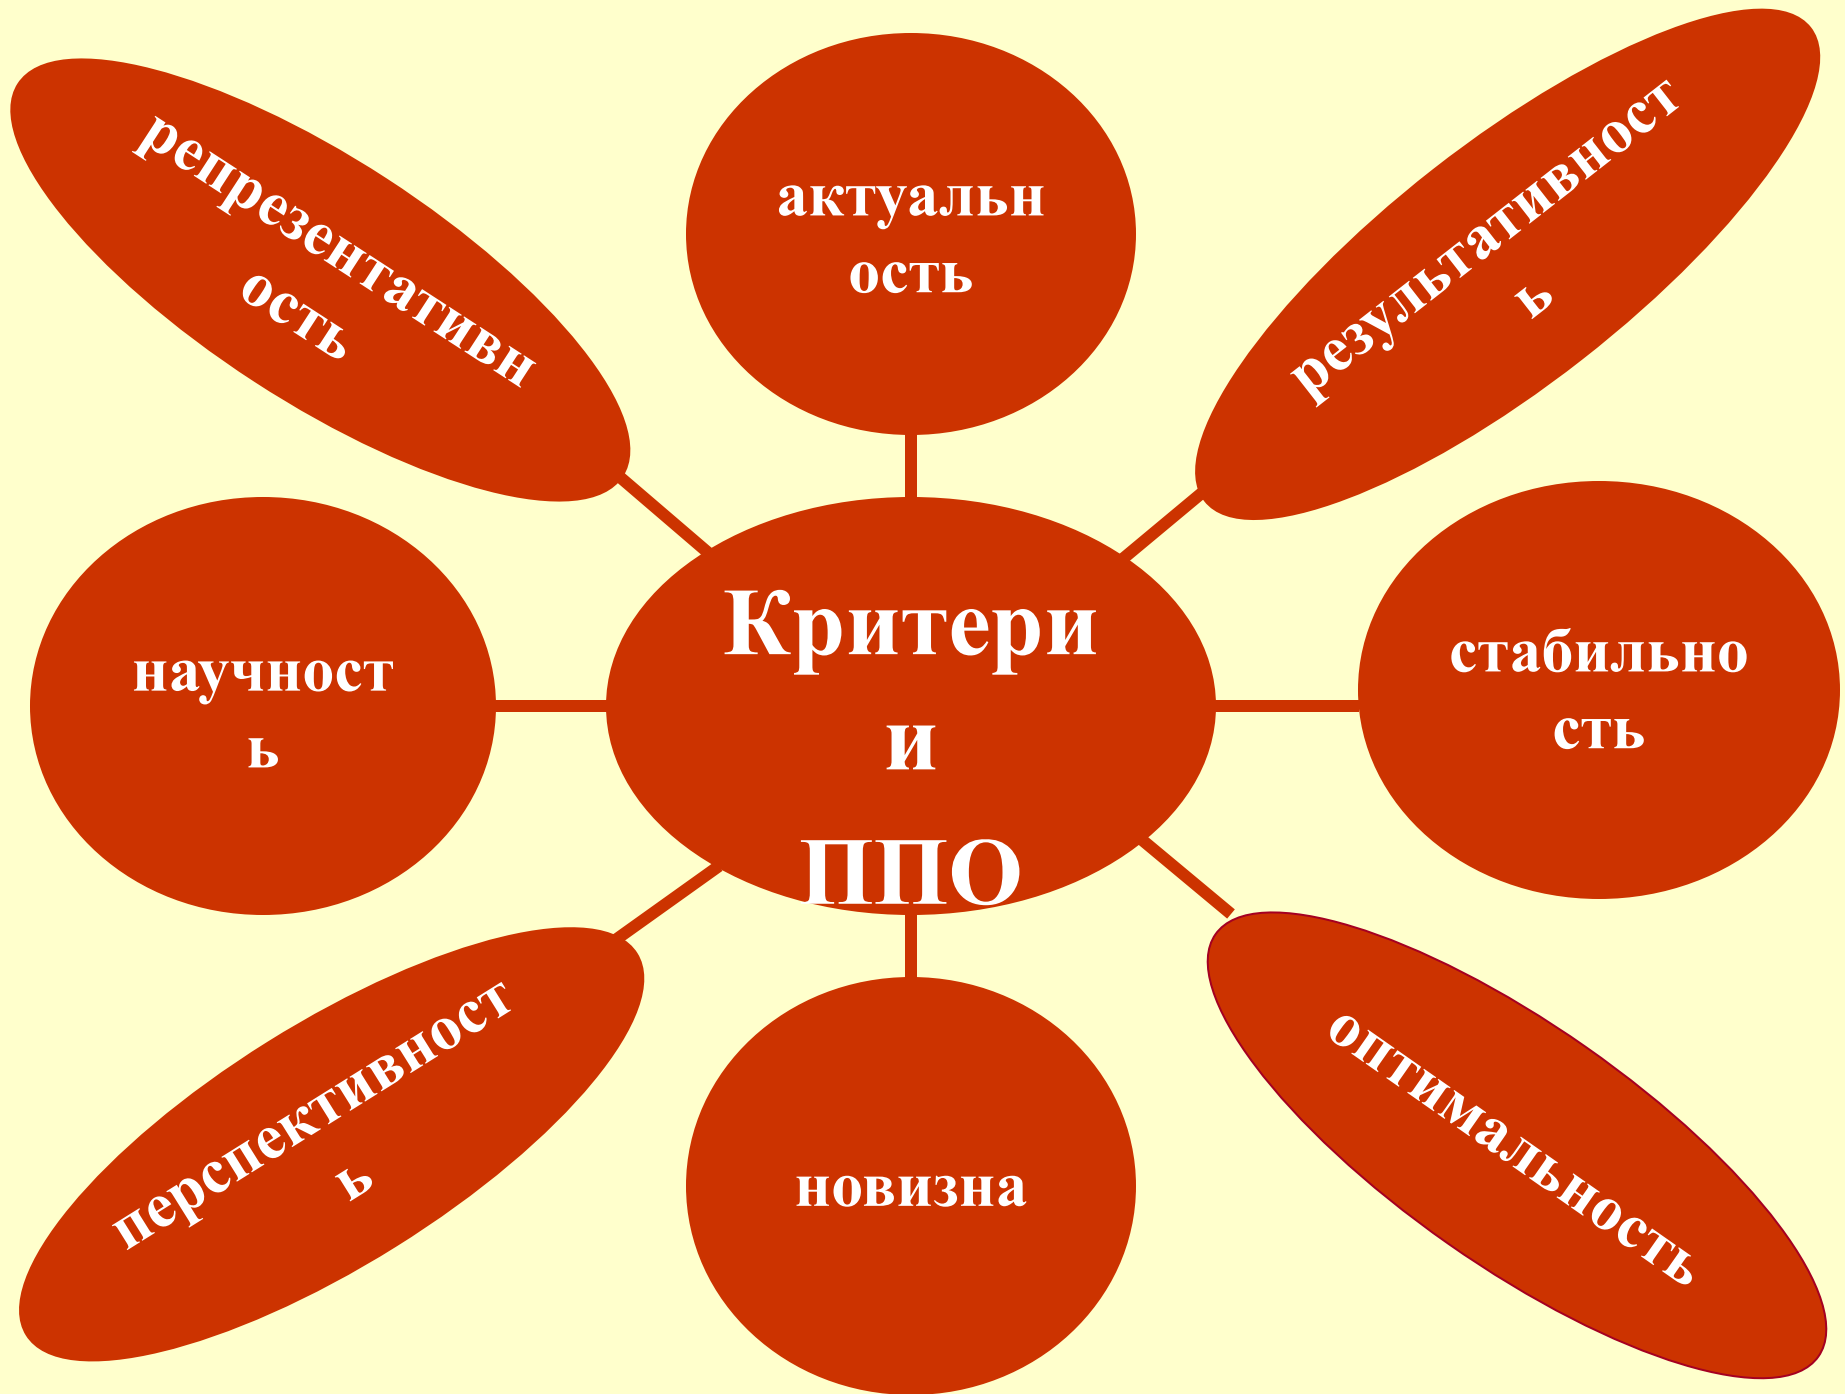 репрезентативн
ость
актуальн
ость
результативност
ь
научност
ь
Критери
и
ППО
стабильно
сть
перспективност
ь
новизна
оптимальность